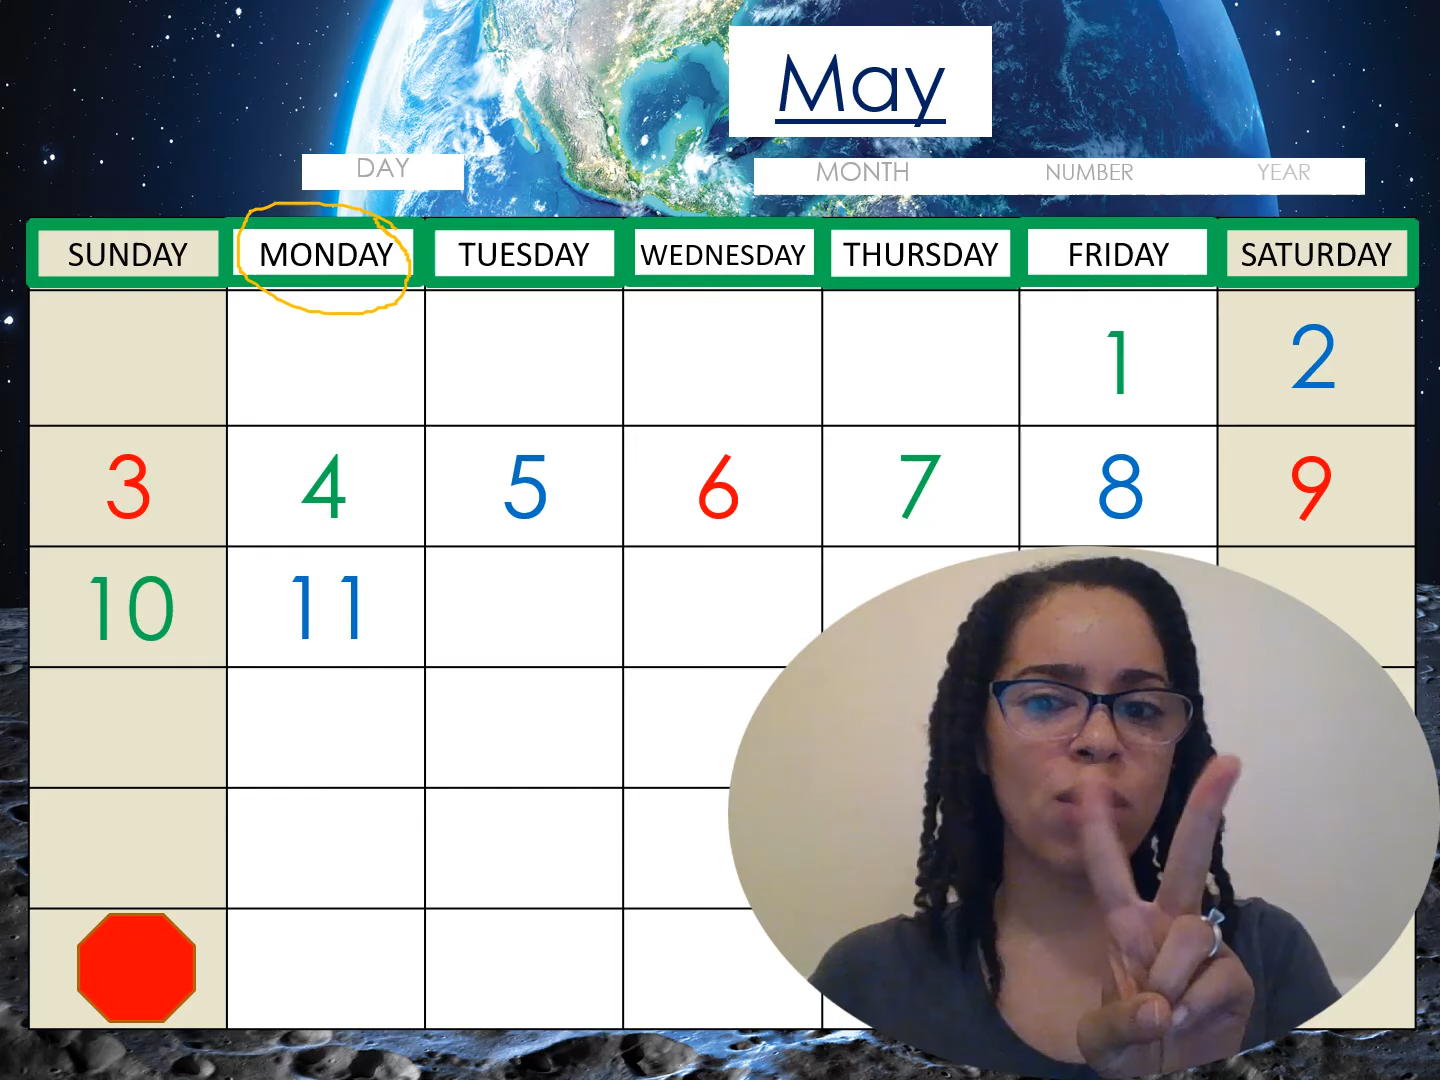 May
DAY MONTH NUMBER YEAR
SUNDAY MONDAY TUESDAY WEDNESDAY THURSDAY FRIDAY SATURDAY
1 2
3 4 5 6 7 8 9
10 11